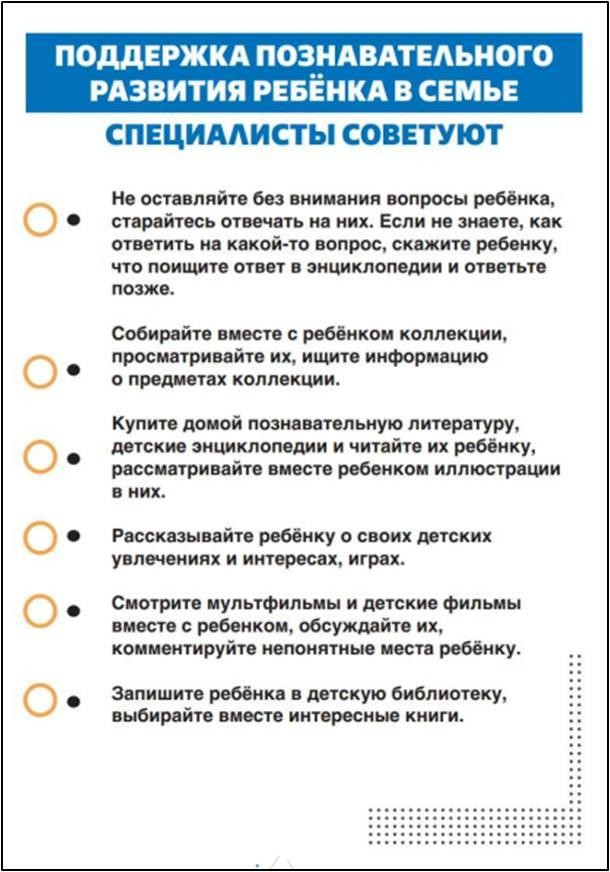 ПОДДЕРЖКА ПОЗНАВАТЕЛЬНОГО
РАЗВИТИЯ РЕБЁНКА В СЕМЬЕ
СПЕЦИАЛИСТЫ СОВЕТУЮТ
Не оставляйте без внимания вопросы ребёнка,
старайтесь отвечать на них. Если не знаете, как
ответить на какой-то вопрос, скажите ребенку,
что поищите ответ в энциклопедии и ответьте
позже.
Собирайте вместе с ребёнком коллекции,
просматривайте их, ищите информацию
о предметах коллекции.
Купите домой познавательную литературу,
детские энциклопедии и читайте их ребёнку,
рассматривайте вместе ребенком иллюстрации
в них.
Рассказывайте ребёнку о своих детских
увлечениях и интересах, играх.
Смотрите мультфильмы и детские фильмы
вместе с ребенком, обсуждайте их,
комментируйте непонятные места ребёнку.
Запишите ребёнка в детскую библиотеку,
выбирайте вместе интересные книги.